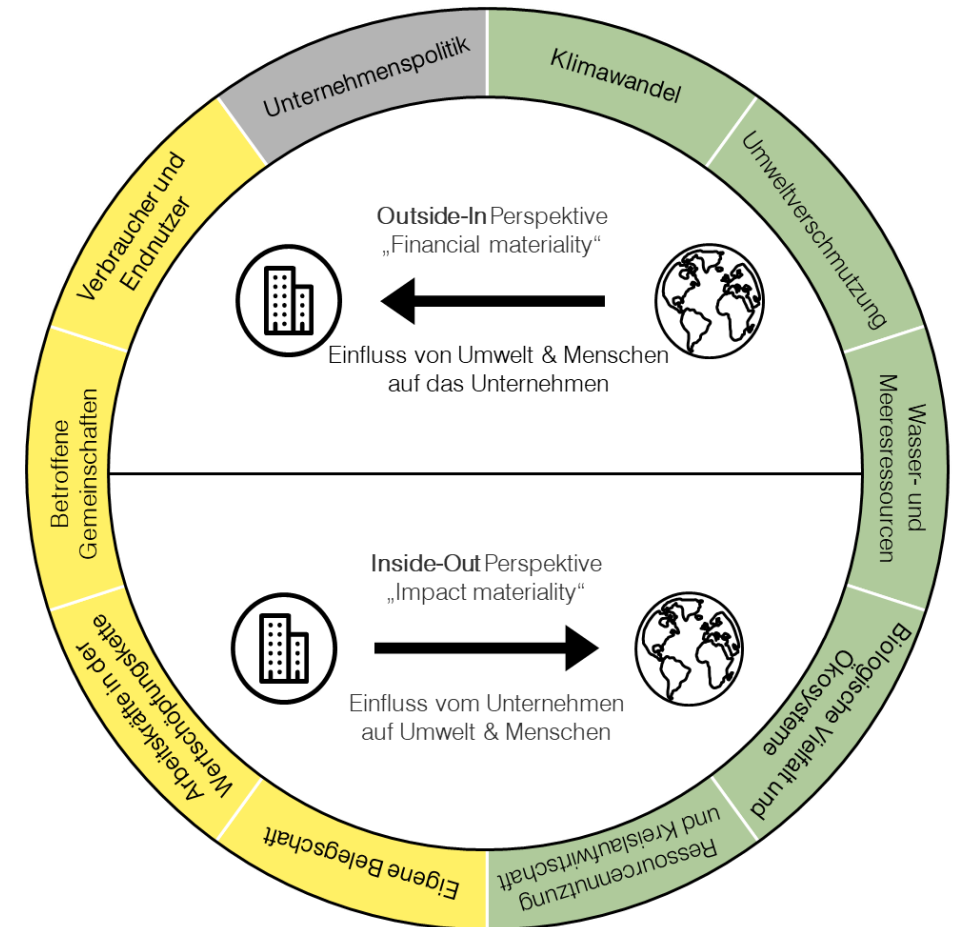 Unternehmenspolitik
Klimawandel
Umweltverschmutzung
Wasser- und
Meeresressourcen
Biologische Vielfalt und
Ökosysteme
Ressourcennutzung
und Kreislaufwirtschaft
Eigene Belegschaft
Arbeitskräfte in der
Wertschöpfungskette
Betroffene
Gemeinschaften
Verbraucher und
Endnutzer
Outside-In Perspektive
„Financial materiality“
Einfluss von Umwelt & Menschen
auf das Unternehmen
Inside-Out Perspektive
„Impact materiality“
Einfluss vom Unternehmen
auf Umwelt & Menschen